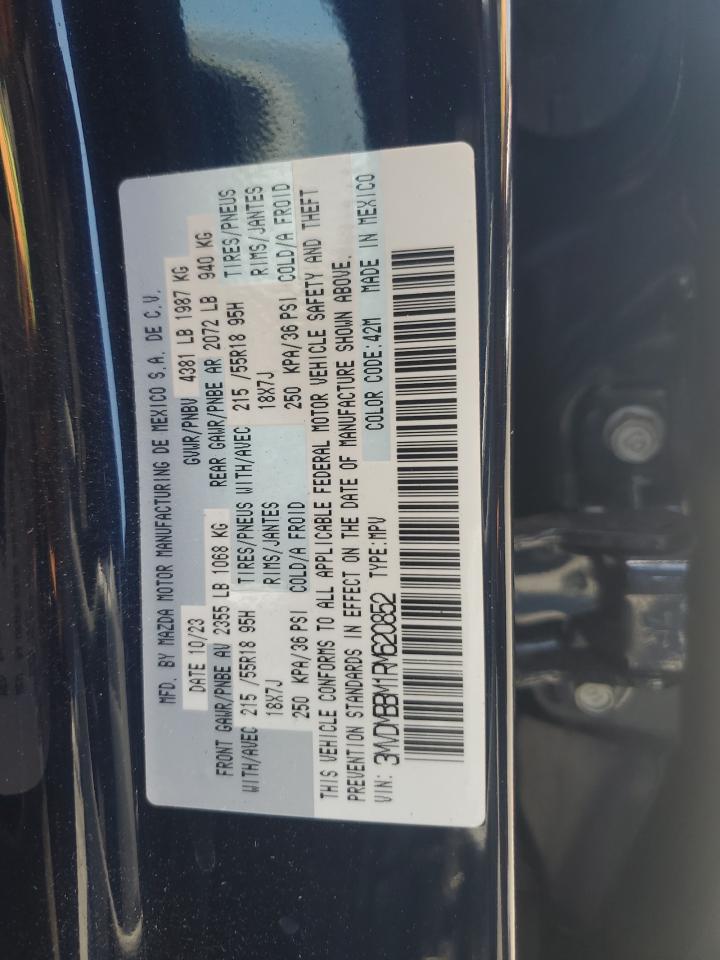 MFD. BY MAZDA MOTOR MANUFACTURING DE MEXICO S.A. DE C.V.
DATE 10/23 GVWR/PNBV 4381 LB 1987 KG
FRONT GAWR/PNBE AV 2355 LB 1068 KG REAR GAWR/PNBE AR 2072 LB 940 KG
WITH/AVEC 215 /55R18 95H TIRES/PNEUS WITH/AVEC 215 /55R18 95H TIRES/PNEUS
18X7J RIMS/JANTES 18X7J RIMS/JANTES
250 KPA/36 PSI COLD/A FROID 250 KPA/36 PSI COLD/A FROID
THIS VEHICLE CONFORMS TO ALL APPLICABLE FEDERAL MOTOR VEHICLE SAFETY AND THEFT
PREVENTION STANDARDS IN EFFECT ON THE DATE OF MANUFACTURE SHOWN ABOVE.
COLOR CODE:42M MADE IN MEXICO
VIN: 3MVDMBBM1RM620852 TYPE:MPV